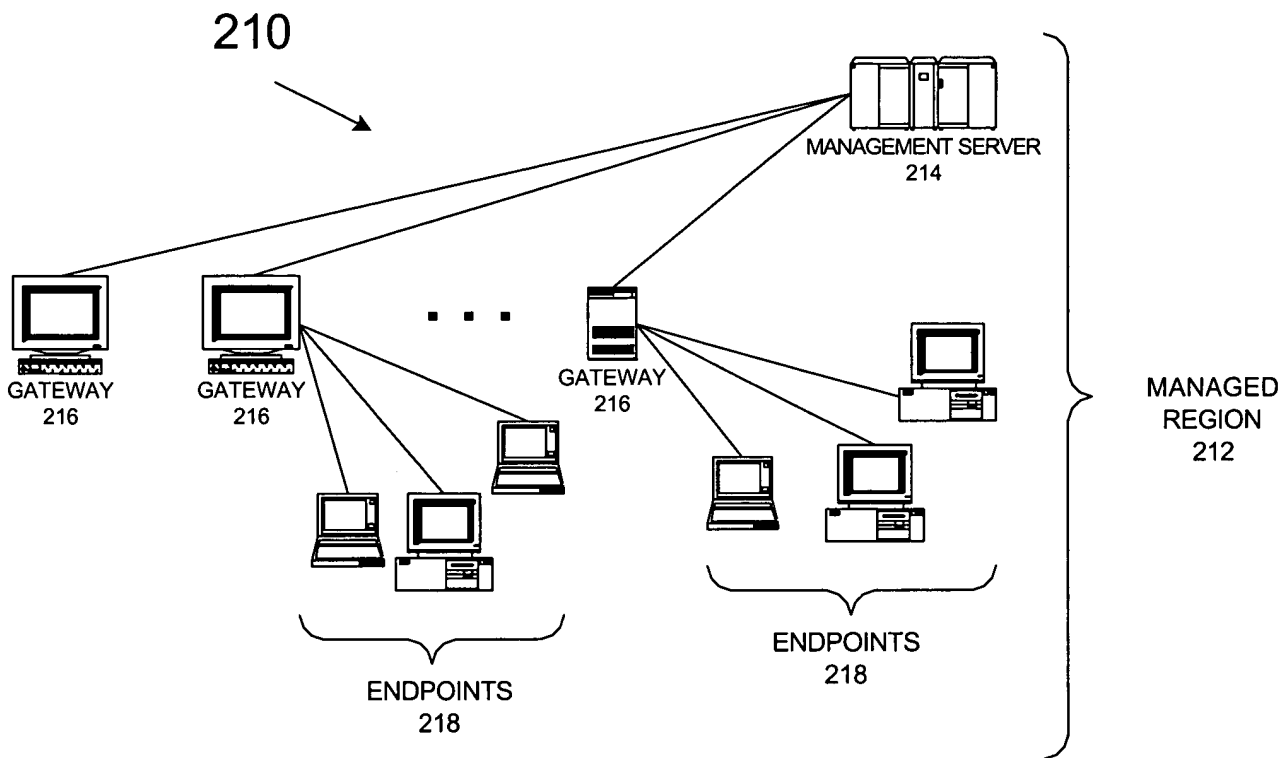 210
MANAGEMENT SERVER
214
GATEWAY
216
GATEWAY
216
GATEWAY
216
MANAGED
REGION
212
ENDPOINTS
218
ENDPOINTS
218